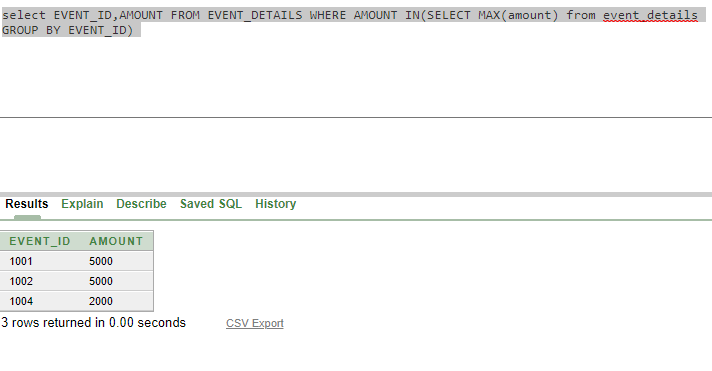 select EVENT_ID,AMOUNT FROM EVENT_DETAILS WHERE AMOUNT IN(SELECT MAX(amount) from event_details
GROUP BY EVENT_ID)
Results Explain Describe Saved SQL History
EVENT_ID AMOUNT
1001 5000
1002 5000
1004 2000
3 rows returned in 0.00 seconds CSV Export